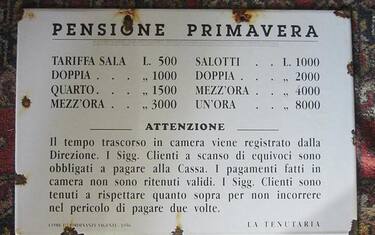 PENSIONE PRIMAVERA
TARIFFA SALA L. 500 SALOTTI . . L. 1000
DOPPIA . . . „ 1000 DOPPIA . . . „ 2000
QUARTO . . . „ 1500 MEZZ'ORA . . „ 4000
MEZZ'ORA . . „ 3000 UN'ORA . . „ 8000
ATTENZIONE
Il tempo trascorso in camera viene registrato dalla
Direzione. I Sigg. Clienti a scanso di equivoci sono
obbligati a pagare alla Cassa. I pagamenti fatti in
camera non sono ritenuti validi. I Sigg. Clienti sono
tenuti a rispettare quanto sopra per non incorrere
nel pericolo di pagare due volte.
ORDINANZE VIGENTI LA TENUTARIA